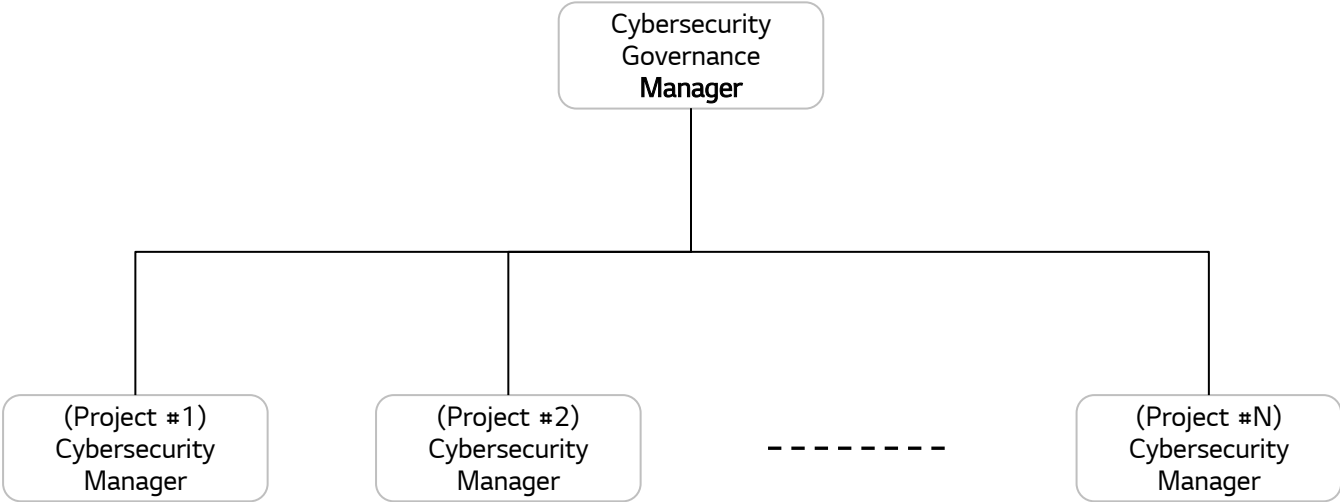 Cybersecurity
Governance
Manager
(Project #1)
Cybersecurity
Manager
(Project #2)
Cybersecurity
Manager
(Project #N)
Cybersecurity
Manager